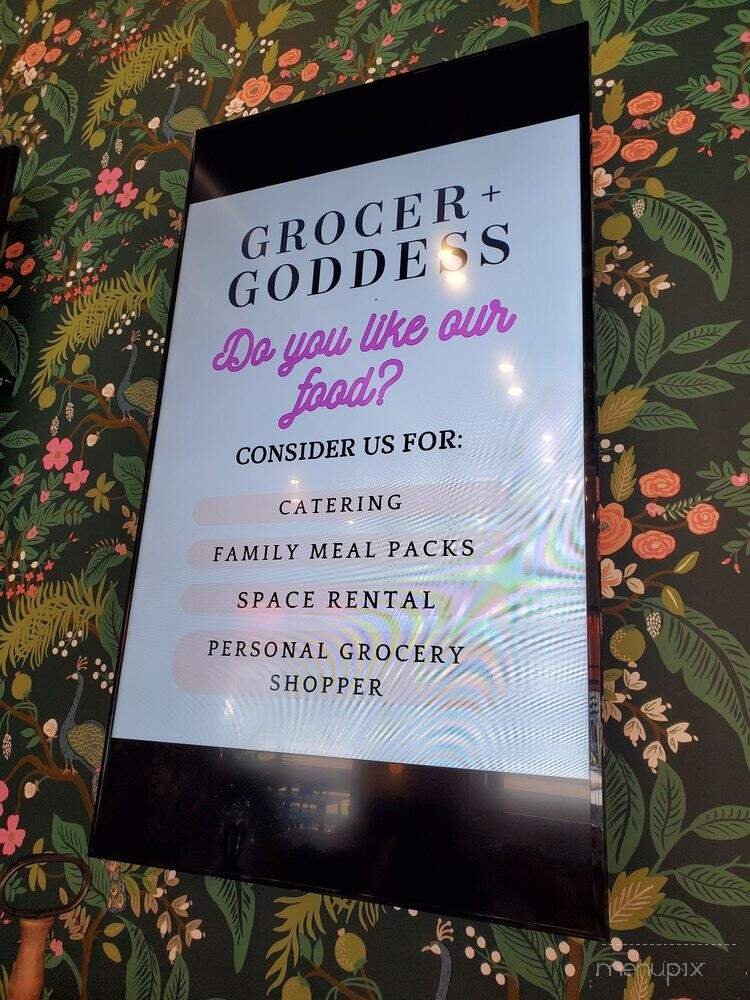 GROCER+
GODDESS
Do you like our
food?
CONSIDER US FOR:
CATERING
FAMILY MEAL PACKS
SPACE RENTAL
PERSONAL GROCERY
SHOPPER
menupix